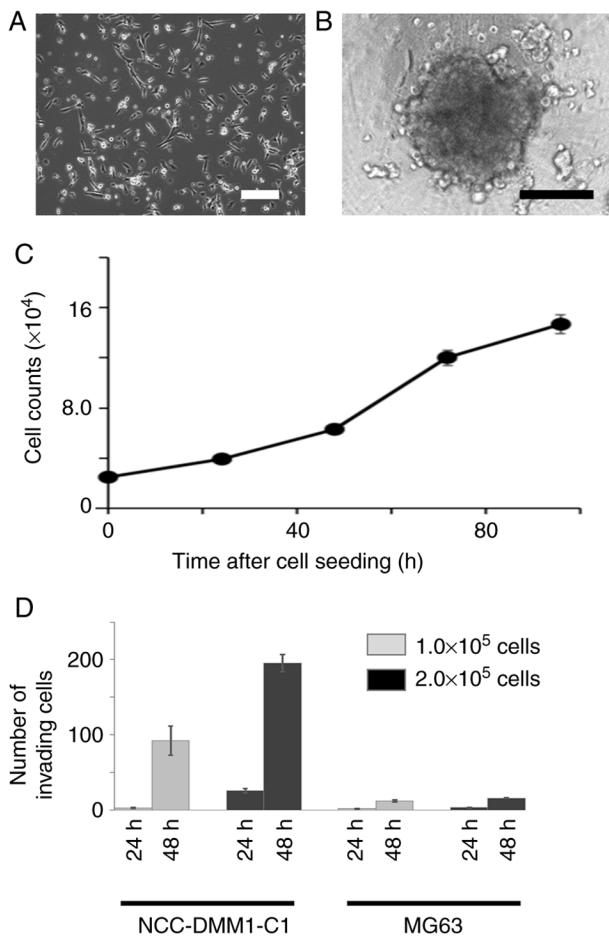 A
B
C
Cell counts (×10⁴)
16
8.0
0
0 40 80
Time after cell seeding (h)
D
Number of
invading cells
200
100
0
1.0×10⁵ cells
2.0×10⁵ cells
24 h 48 h 24 h 48 h 24 h 48 h 24 h 48 h
NCC-DMM1-C1 MG63